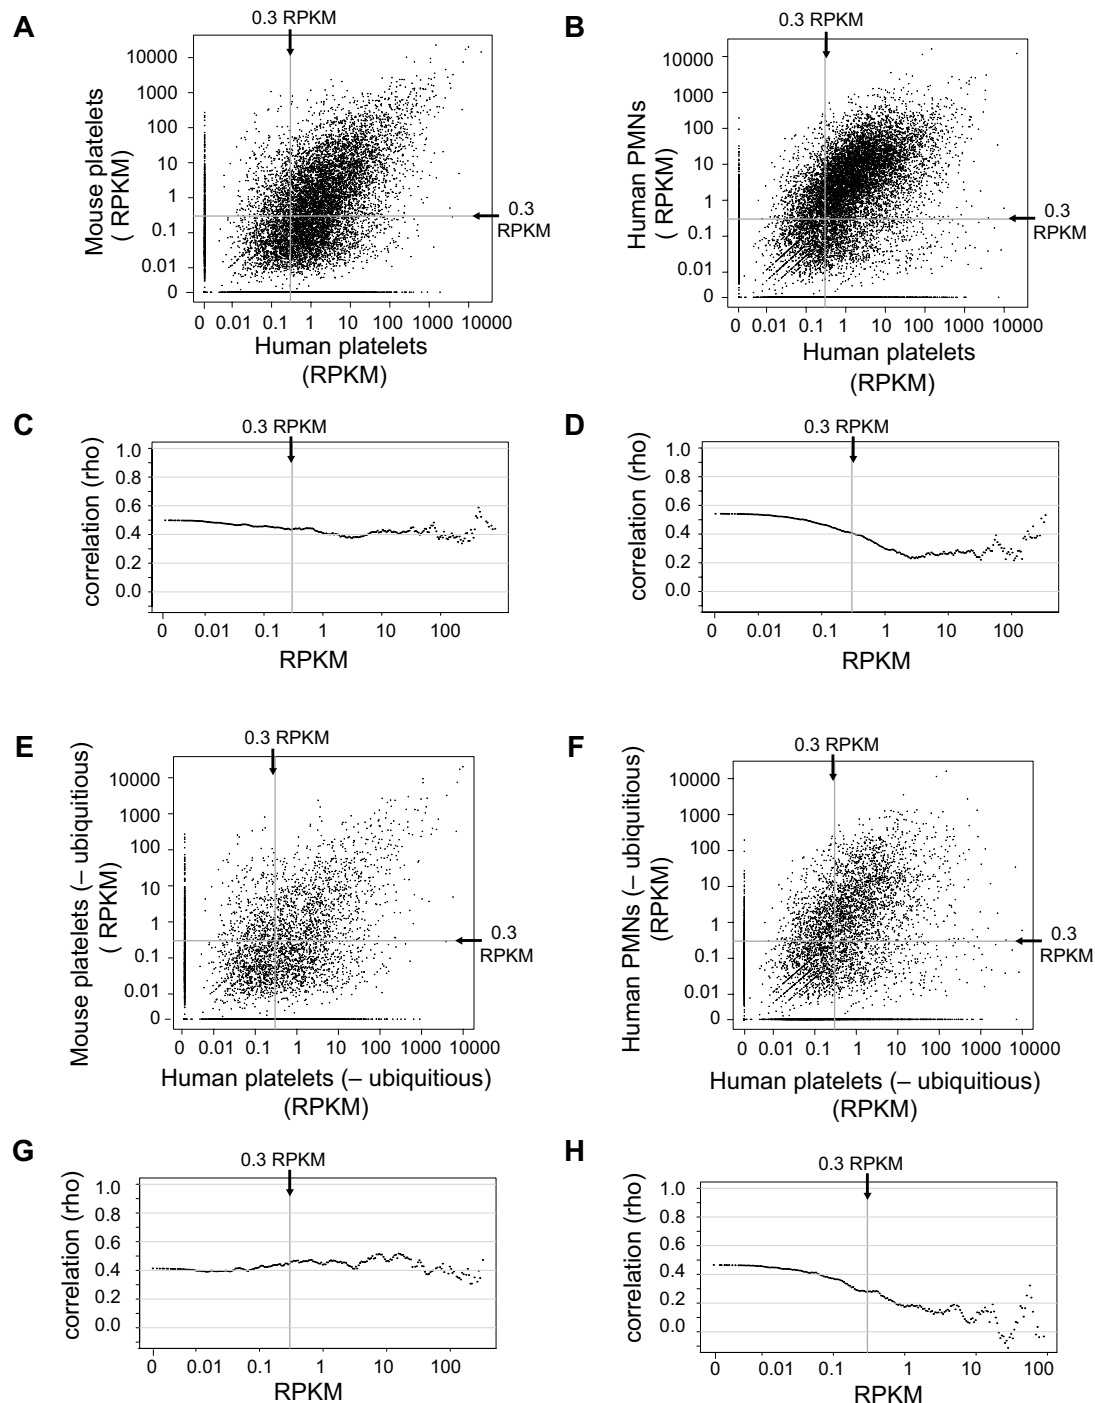 A
0.3 RPKM
Mouse platelets
( RPKM)
10000
1000
100
10
1
0.1
0.01
0
0.3
RPKM
0 0.01 0.1 1 10 100 1000 10000
Human platelets
(RPKM)
B
0.3 RPKM
Human PMNs
( RPKM)
10000
1000
100
10
1
0.1
0.01
0
0.3
RPKM
0 0.01 0.1 1 10 100 1000 10000
Human platelets
(RPKM)
C
0.3 RPKM
correlation (rho)
1.0
0.8
0.6
0.4
0.2
0.0
0 0.01 0.1 1 10 100
RPKM
D
0.3 RPKM
correlation (rho)
1.0
0.8
0.6
0.4
0.2
0.0
0 0.01 0.1 1 10 100
RPKM
E
0.3 RPKM
Mouse platelets (– ubiquitious)
( RPKM)
10000
1000
100
10
1
0.1
0.01
0
0.3
RPKM
0 0.01 0.1 1 10 100 1000 10000
Human platelets (– ubiquitious)
(RPKM)
F
0.3 RPKM
Human PMNs (– ubiquitious)
(RPKM)
10000
1000
100
10
1
0.1
0.01
0
0.3
RPKM
0 0.01 0.1 1 10 100 1000 10000
Human platelets (– ubiquitious)
(RPKM)
G
0.3 RPKM
correlation (rho)
1.0
0.8
0.6
0.4
0.2
0.0
0 0.01 0.1 1 10 100
RPKM
H
0.3 RPKM
correlation (rho)
1.0
0.8
0.6
0.4
0.2
0.0
0 0.01 0.1 1 10 100
RPKM